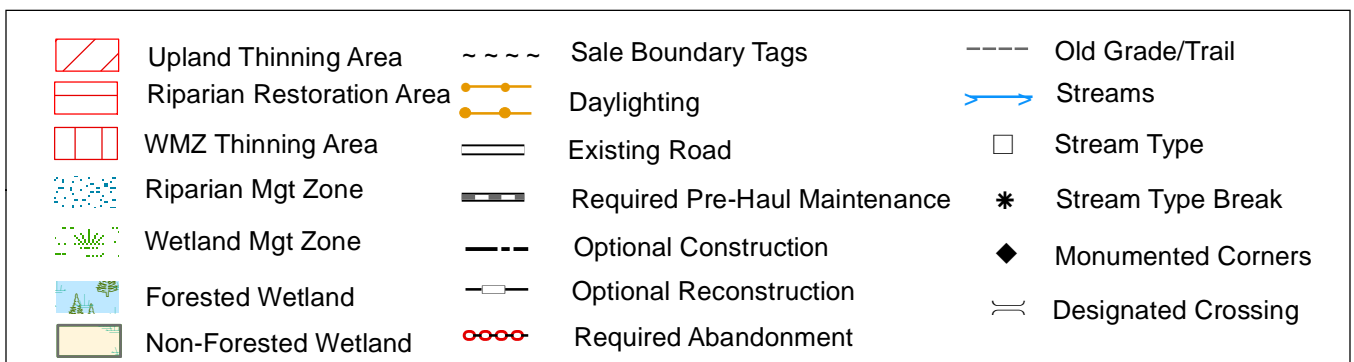 Upland Thinning Area
Riparian Restoration Area
WMZ Thinning Area
Riparian Mgt Zone
Wetland Mgt Zone
Forested Wetland
Non-Forested Wetland
Sale Boundary Tags
Daylighting
Existing Road
Required Pre-Haul Maintenance
Optional Construction
Optional Reconstruction
Required Abandonment
Old Grade/Trail
Streams
Stream Type
Stream Type Break
Monumented Corners
Designated Crossing